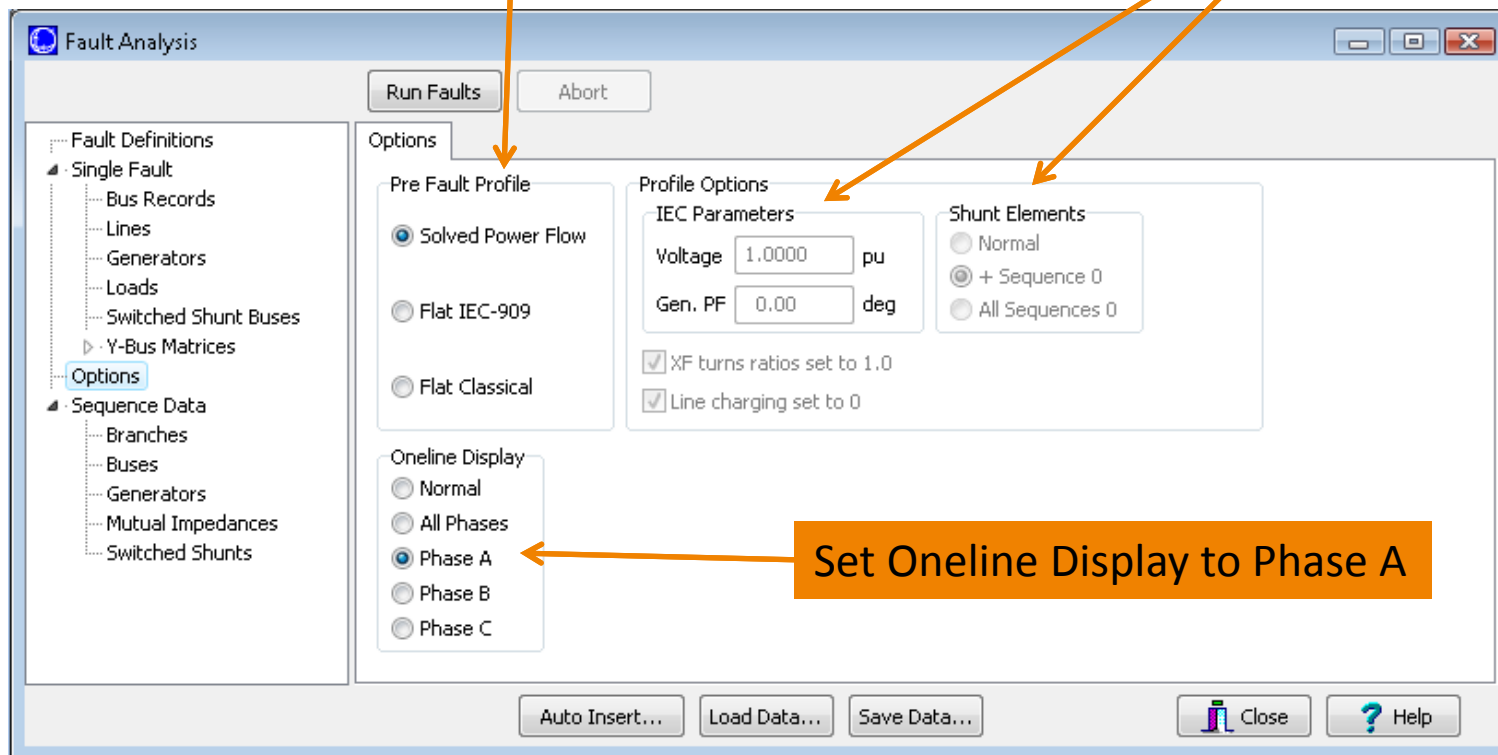 Fault Analysis
Run Faults
Abort
Fault Definitions
Single Fault
Bus Records
Lines
Generators
Loads
Switched Shunt Buses
Y-Bus Matrices
Options
Sequence Data
Branches
Buses
Generators
Mutual Impedances
Switched Shunts
Options
Pre Fault Profile
Solved Power Flow
Flat IEC-909
Flat Classical
Profile Options
IEC Parameters
Voltage 1.0000 pu
Gen. PF 0.00 deg
Shunt Elements
Normal
+ Sequence 0
All Sequences 0
XF turns ratios set to 1.0
Line charging set to 0
Oneline Display
Normal
All Phases
Phase A
Phase B
Phase C
Set Oneline Display to Phase A
Auto Insert...
Load Data...
Save Data...
Close
? Help